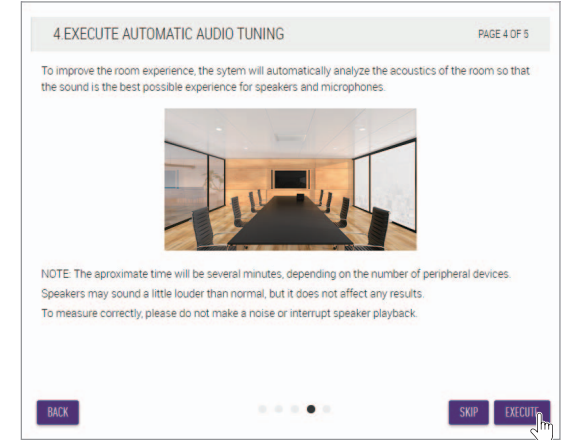 4.EXECUTE AUTOMATIC AUDIO TUNING
PAGE 4 OF 5
To improve the room experience, the sytem will automatically analyze the acoustics of the room so that
the sound is the best possible experience for speakers and microphones.
NOTE: The aproximate time will be several minutes, depending on the number of peripheral devices.
Speakers may sound a little louder than normal, but it does not affect any results.
To measure correctly, please do not make a noise or interrupt speaker playback.
BACK
SKIP
EXECUTE